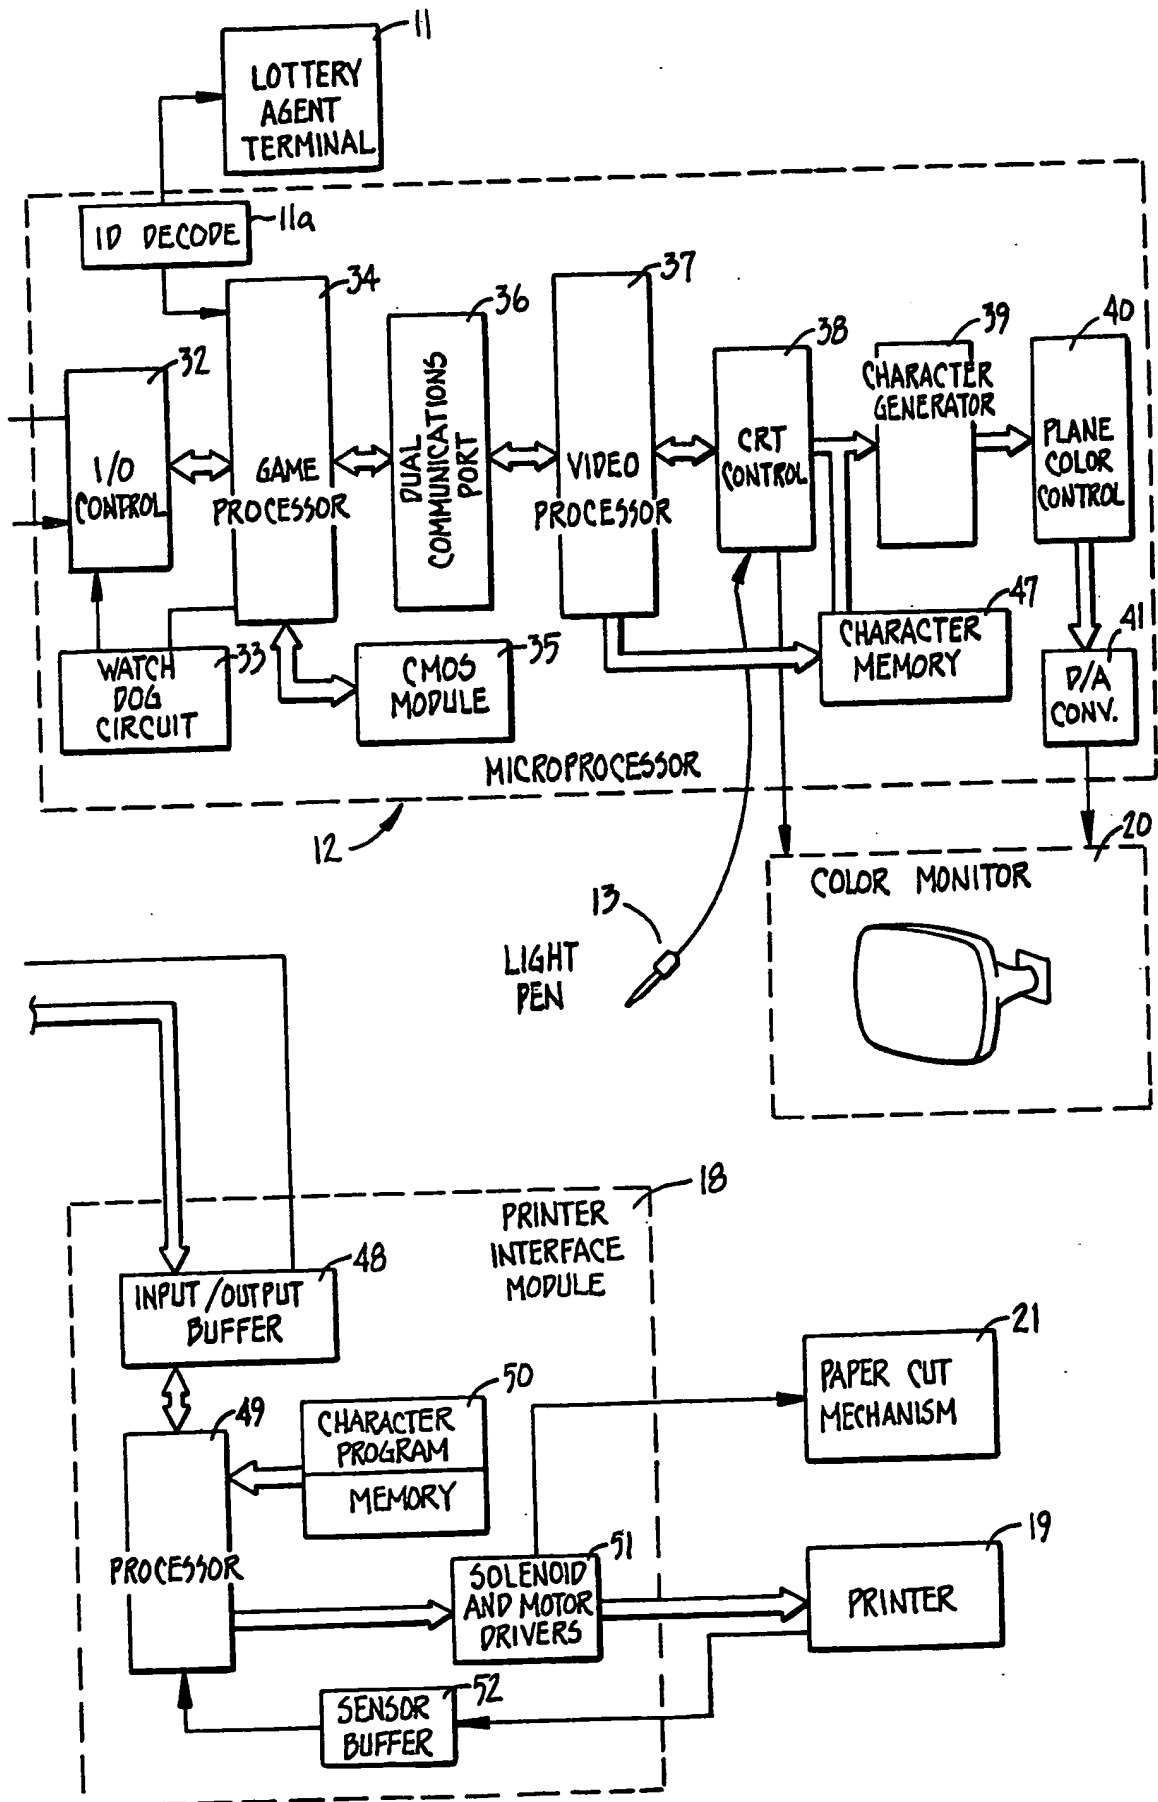 11
LOTTERY
AGENT
TERMINAL
ID DECODE
11a
34
36
37
38
39
40
32
I/O
CONTROL
GAME
PROCESSOR
DUAL
COMMUNICATIONS
PORT
VIDEO
PROCESSOR
CRT
CONTROL
CHARACTER
GENERATOR
PLANE
COLOR
CONTROL
WATCH
DOG
CIRCUIT
33
CMOS
MODULE
35
CHARACTER
MEMORY
47
41
D/A
CONV.
MICROPROCESSOR
12
20
COLOR MONITOR
13
LIGHT
PEN
18
PRINTER
INTERFACE
MODULE
48
INPUT/OUTPUT
BUFFER
21
PAPER CUT
MECHANISM
50
CHARACTER
PROGRAM
MEMORY
49
PROCESSOR
51
SOLENOID
AND MOTOR
DRIVERS
19
PRINTER
52
SENSOR
BUFFER